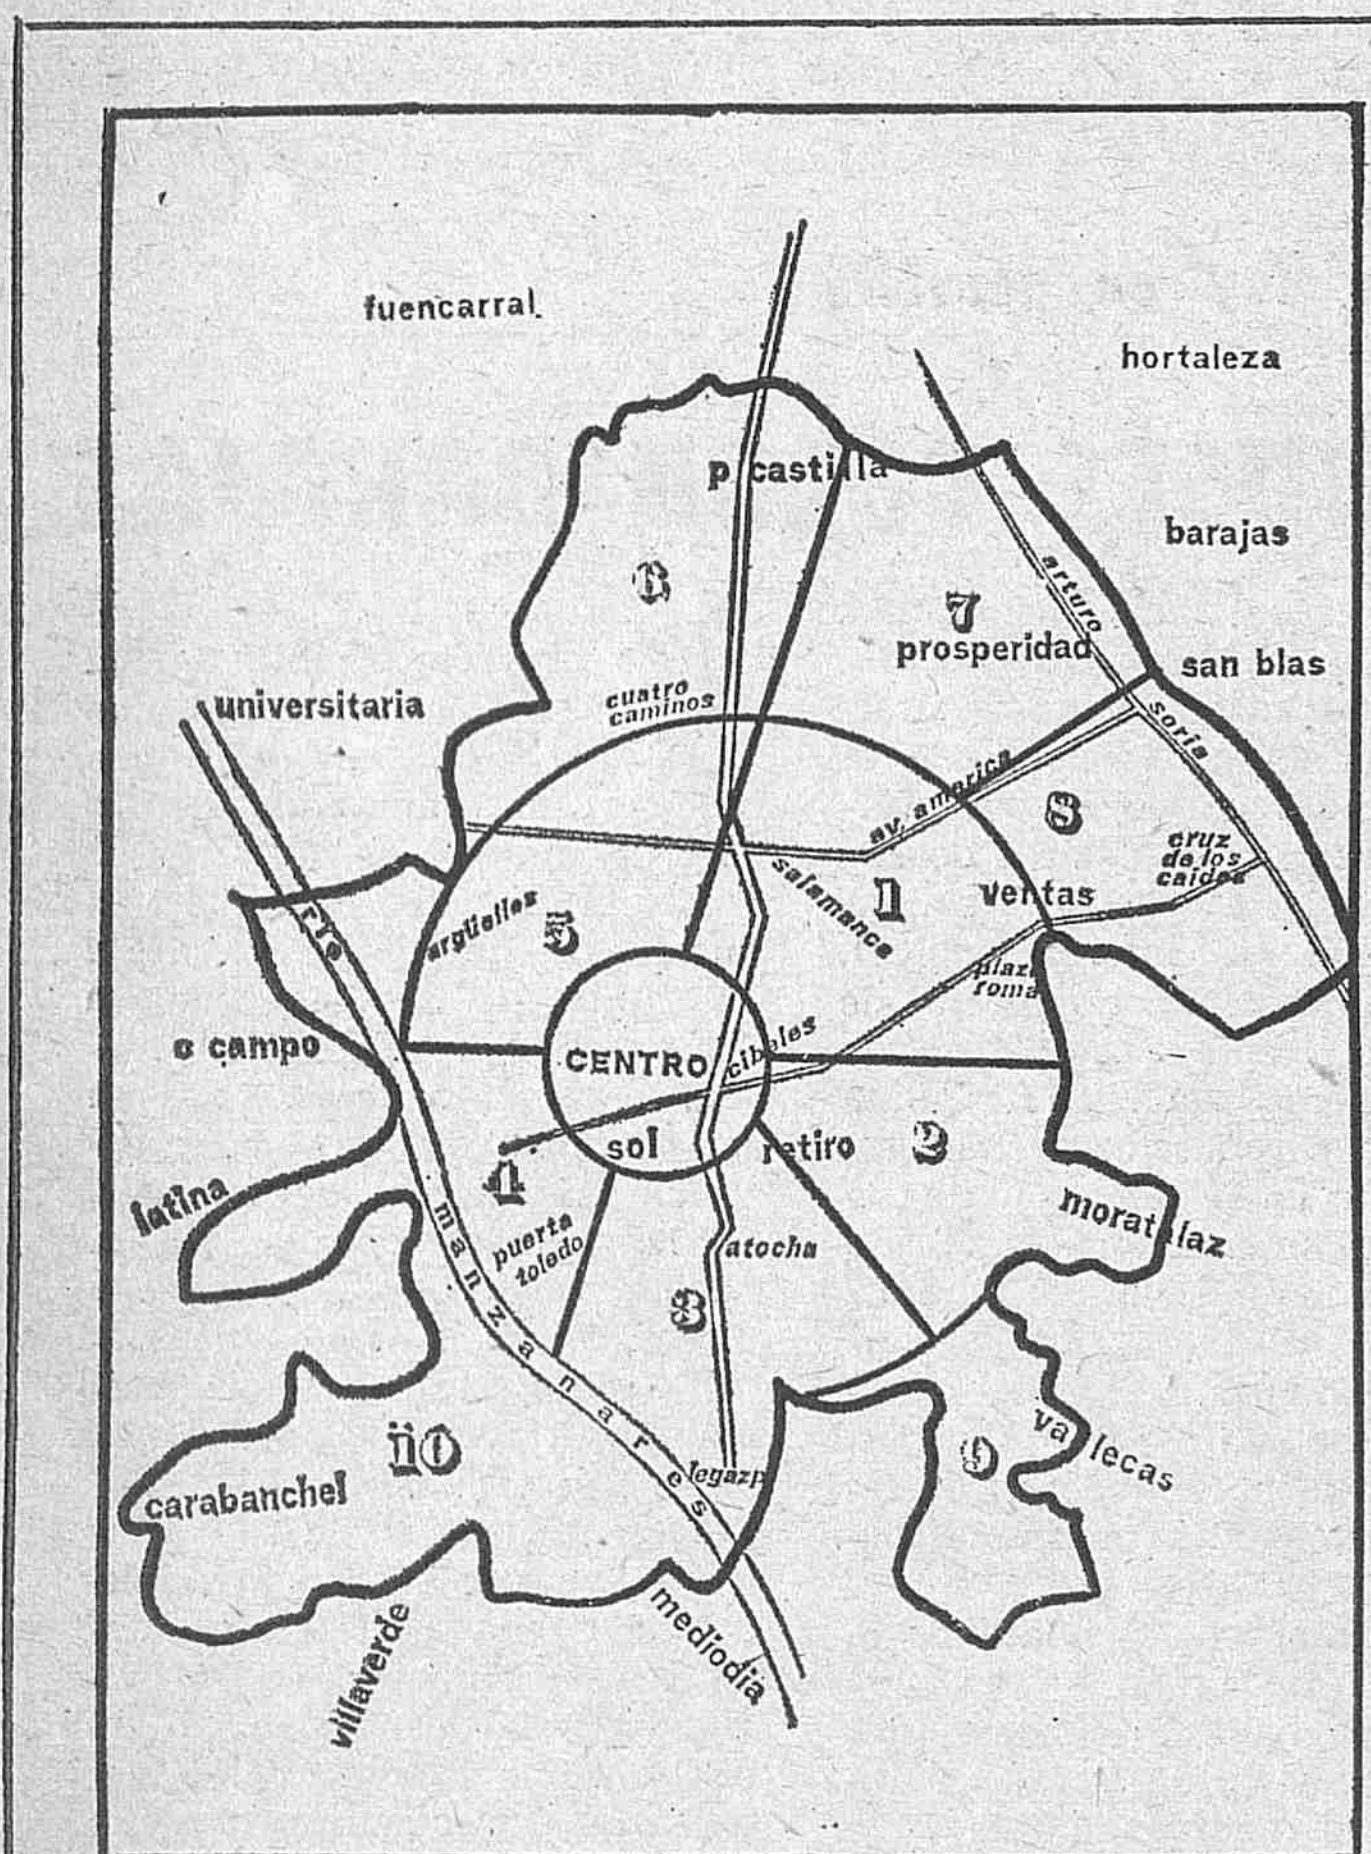 fuencarral.
hortaleza
p castilla
barajas
6
arturo
7
prosperidad
san blas
cuatro
caminos
universitaria
soria
av. america
8
cruz
de los
caidos
salamanca
1
ventas
argüelles
5
rio
plaza
roma
c campo
CENTRO
cibeles
sol
retiro
2
4
latina
moratalaz
manzanares
puerta
toledo
atocha
3
vallecas
10
9
legazpi
carabanchel
villaverde
mediodia